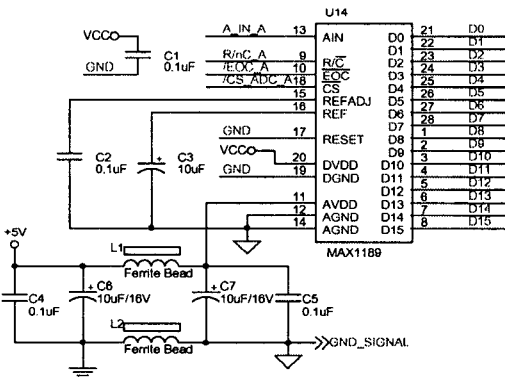 U14
A_IN_A 13 AIN D0 21 D0
D1 22 D1
VCC
C1
0.1uF
GND
R/nC_A 9 R/C D2 23 D2
/EOC_A 10 EOC D3 24 D3
/CS_ADC_A 18 CS D4 25 D4
15 REFADJ D5 26 D5
16 REF D6 27 D6
D7 28 D7
GND 17 RESET D8 1 D8
D9 2 D9
VCC 20 DVDD D10 3 D10
GND 19 DGND D11 4 D11
D12 5 D12
11 AVDD D13 6 D13
12 AGND D14 7 D14
14 AGND D15 8 D15
MAX1189
C2
0.1uF
C3
+
10uF
+5V
L1
Ferrite Bead
C4
0.1uF
+ C6
10uF/16V
+ C7
10uF/16V
C5
0.1uF
L2
Ferrite Bead
GND_SIGNAL